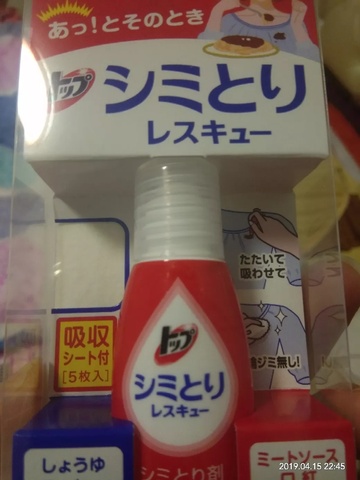 あっ！とそのとき
トップ
シミとり
レスキュー
たたいて
吸わせて
吸収
シート付
[5枚入]
ジミ無し!
トップ
シミとり
レスキュー
シミとり剤
しょうゆ
ミートソース
口紅
2019.04.15 22:45